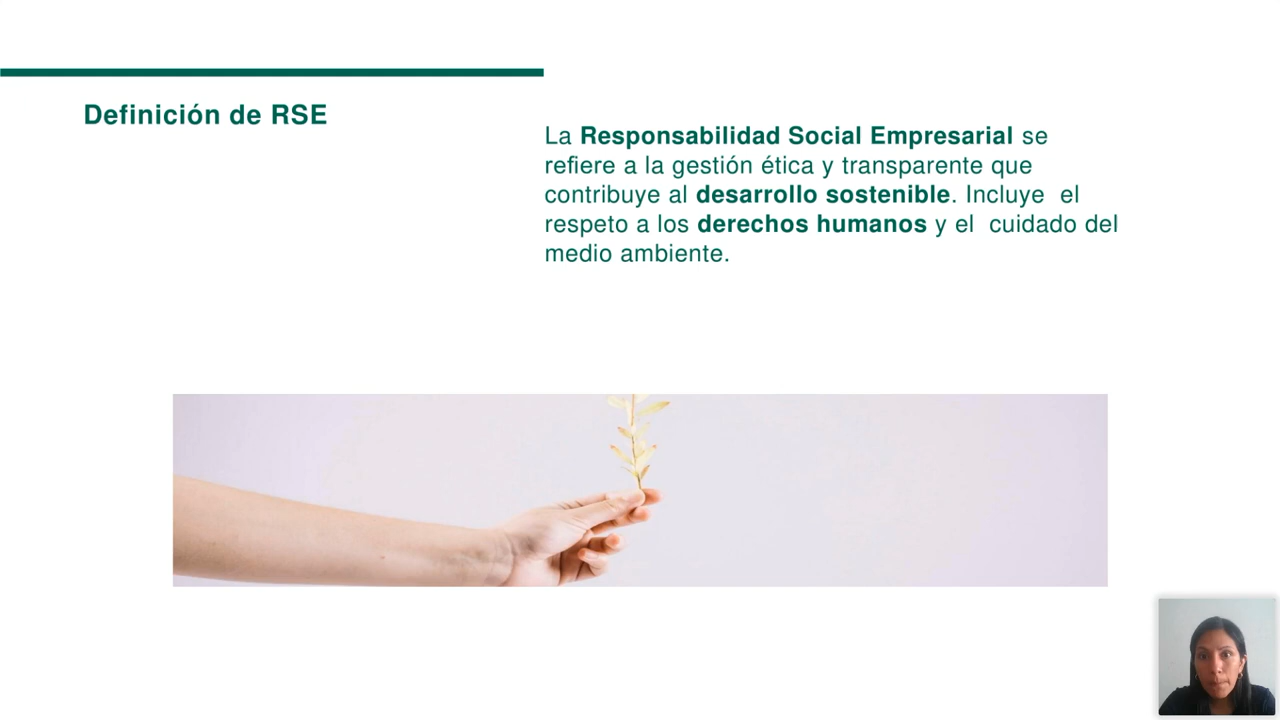 Definición de RSE
La Responsabilidad Social Empresarial se
refiere a la gestión ética y transparente que
contribuye al desarrollo sostenible. Incluye  el
respeto a los derechos humanos y el  cuidado del
medio ambiente.